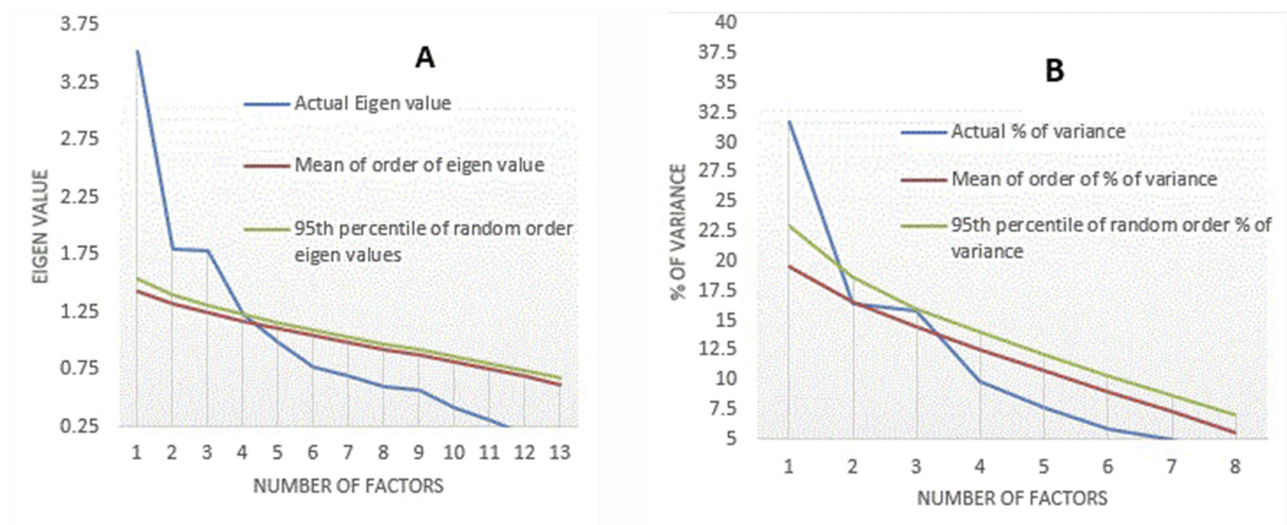 A
3.75
3.25
2.75
2.25
1.75
1.25
0.75
0.25
EIGEN VALUE
Actual Eigen value
Mean of order of eigen value
95th percentile of random order
eigen values
1 2 3 4 5 6 7 8 9 10 11 12 13
NUMBER OF FACTORS
B
40
37.5
35
32.5
30
27.5
25
22.5
20
17.5
15
12.5
10
7.5
5
% OF VARIANCE
Actual % of variance
Mean of order of % of variance
95th percentile of random order % of
variance
1 2 3 4 5 6 7 8
NUMBER OF FACTORS